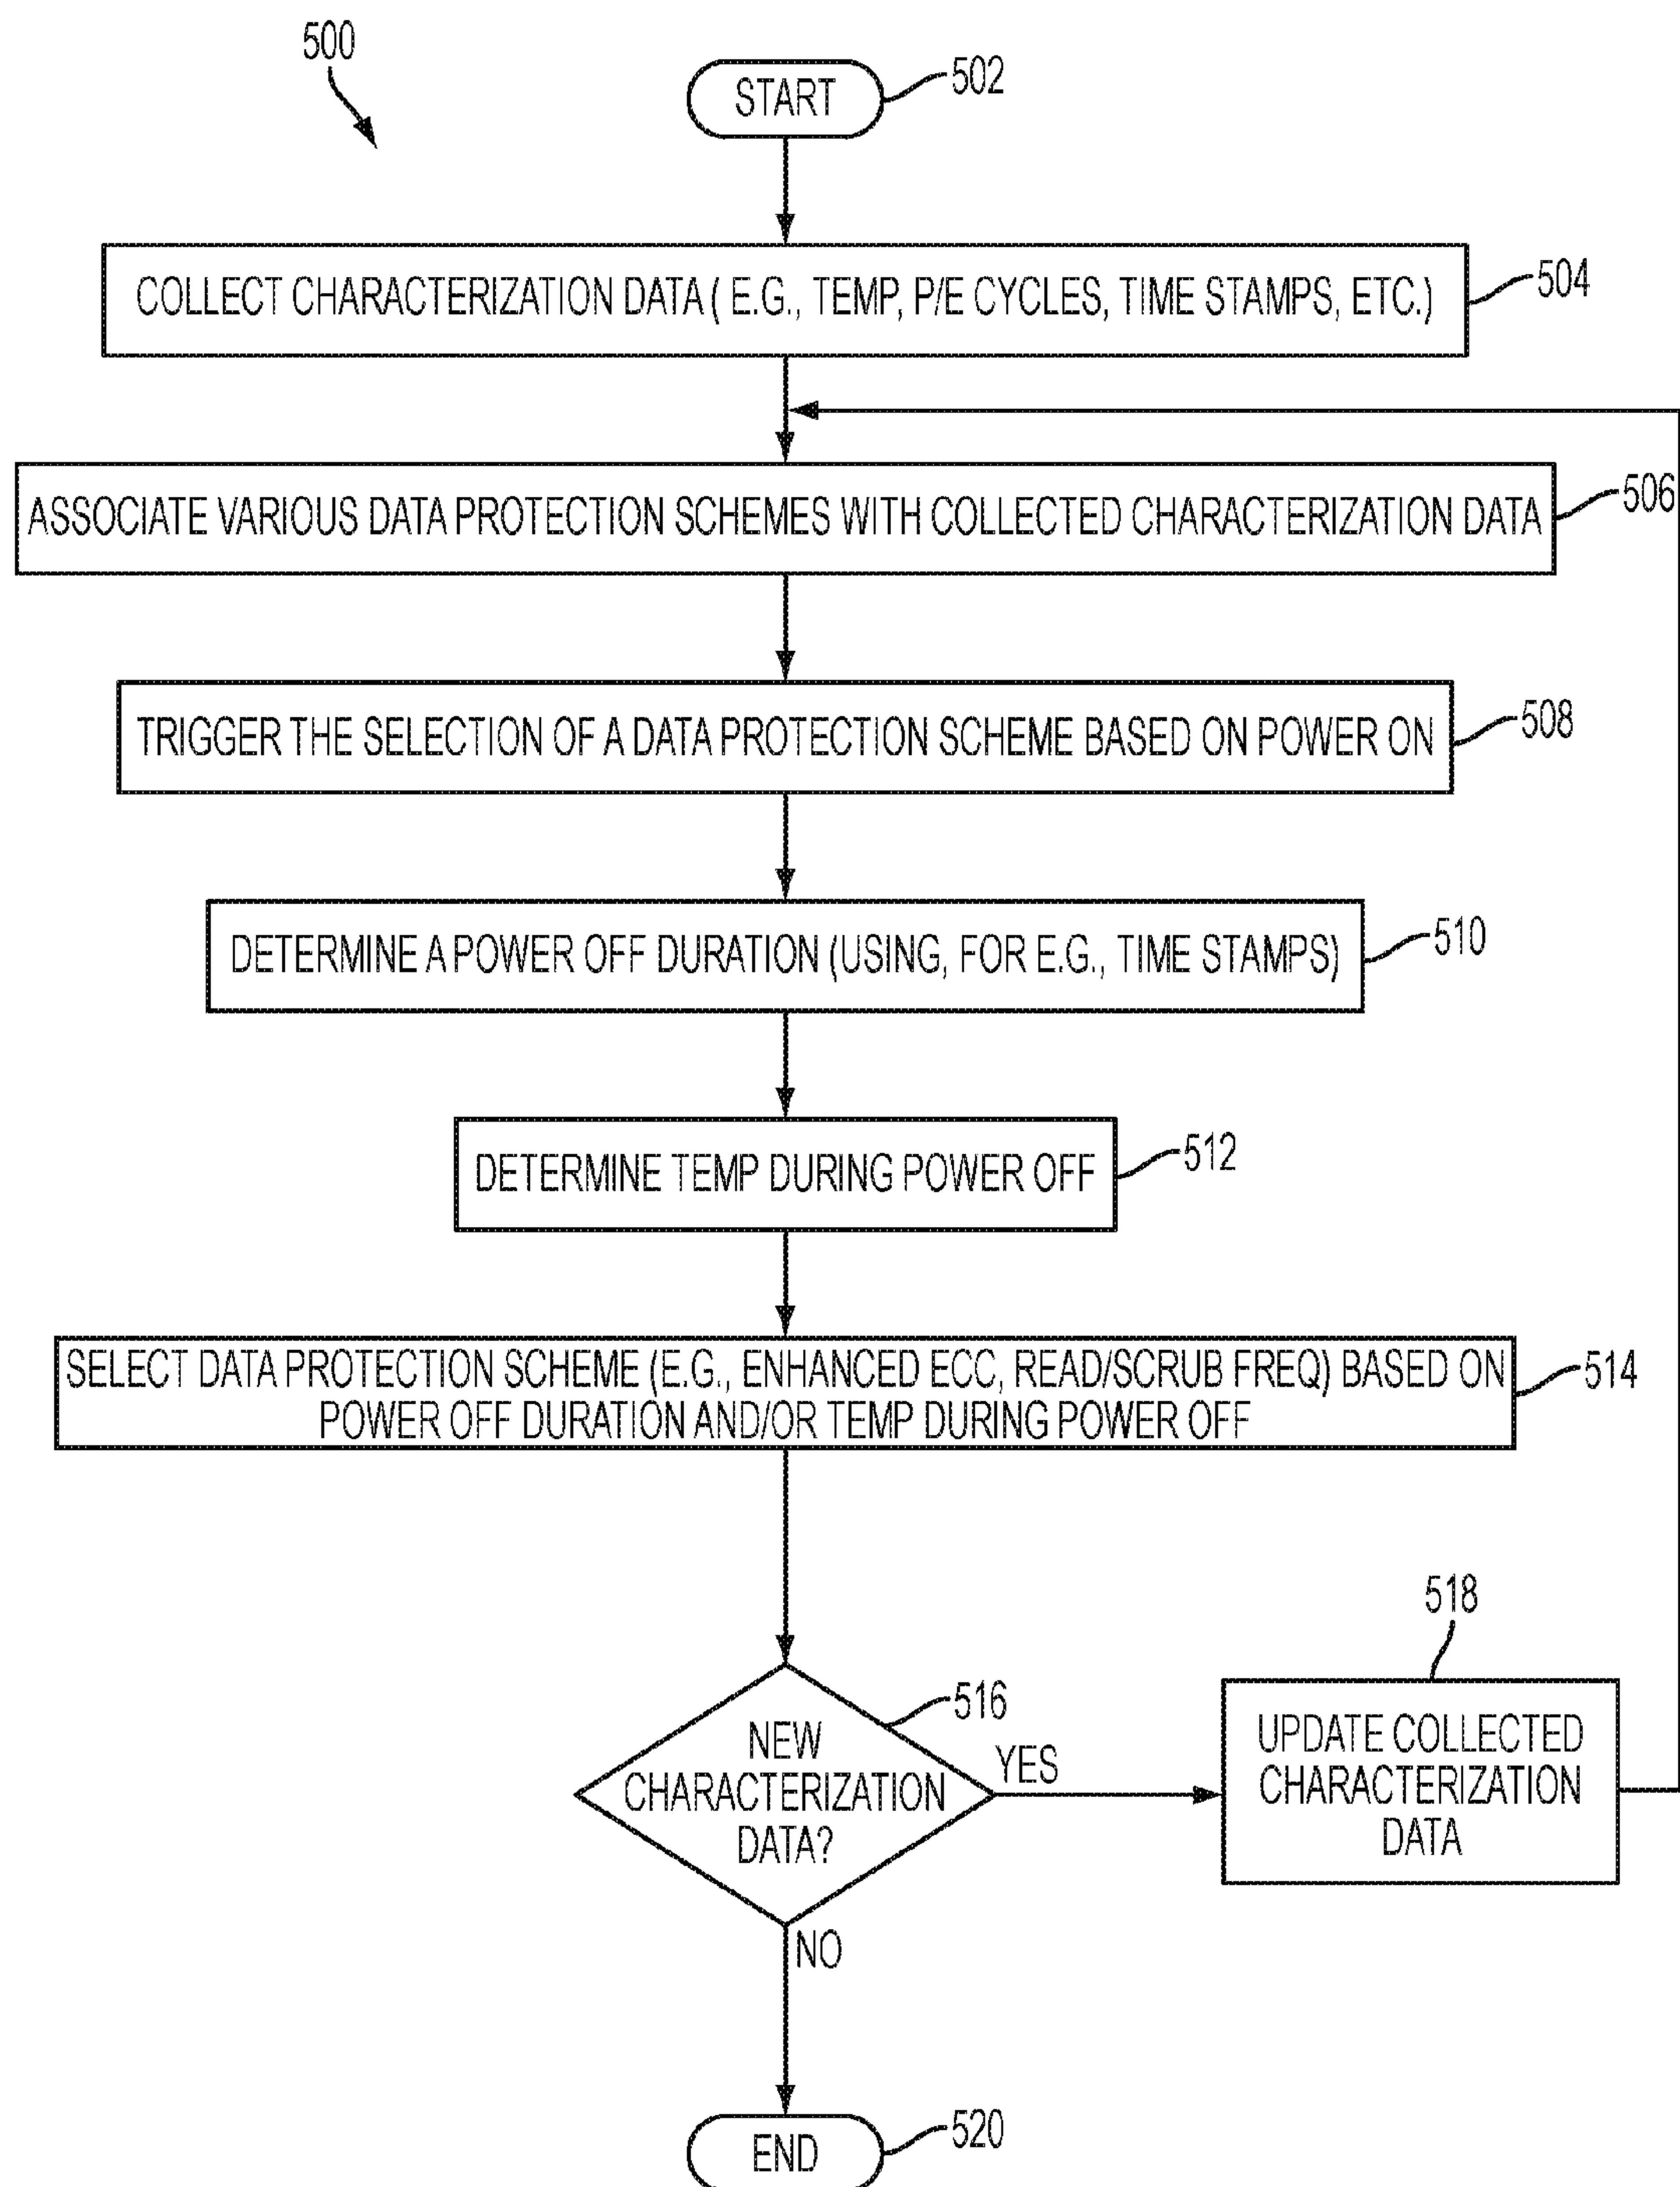 500
START
502
COLLECT CHARACTERIZATION DATA ( E.G., TEMP, P/E CYCLES, TIME STAMPS, ETC.)
504
ASSOCIATE VARIOUS DATA PROTECTION SCHEMES WITH COLLECTED CHARACTERIZATION DATA
506
TRIGGER THE SELECTION OF A DATA PROTECTION SCHEME BASED ON POWER ON
508
DETERMINE A POWER OFF DURATION (USING, FOR E.G., TIME STAMPS)
510
DETERMINE TEMP DURING POWER OFF
512
SELECT DATA PROTECTION SCHEME (E.G., ENHANCED ECC, READ/SCRUB FREQ) BASED ON
POWER OFF DURATION AND/OR TEMP DURING POWER OFF
514
NEW
CHARACTERIZATION
DATA?
516
YES
518
UPDATE COLLECTED
CHARACTERIZATION
DATA
NO
END
520